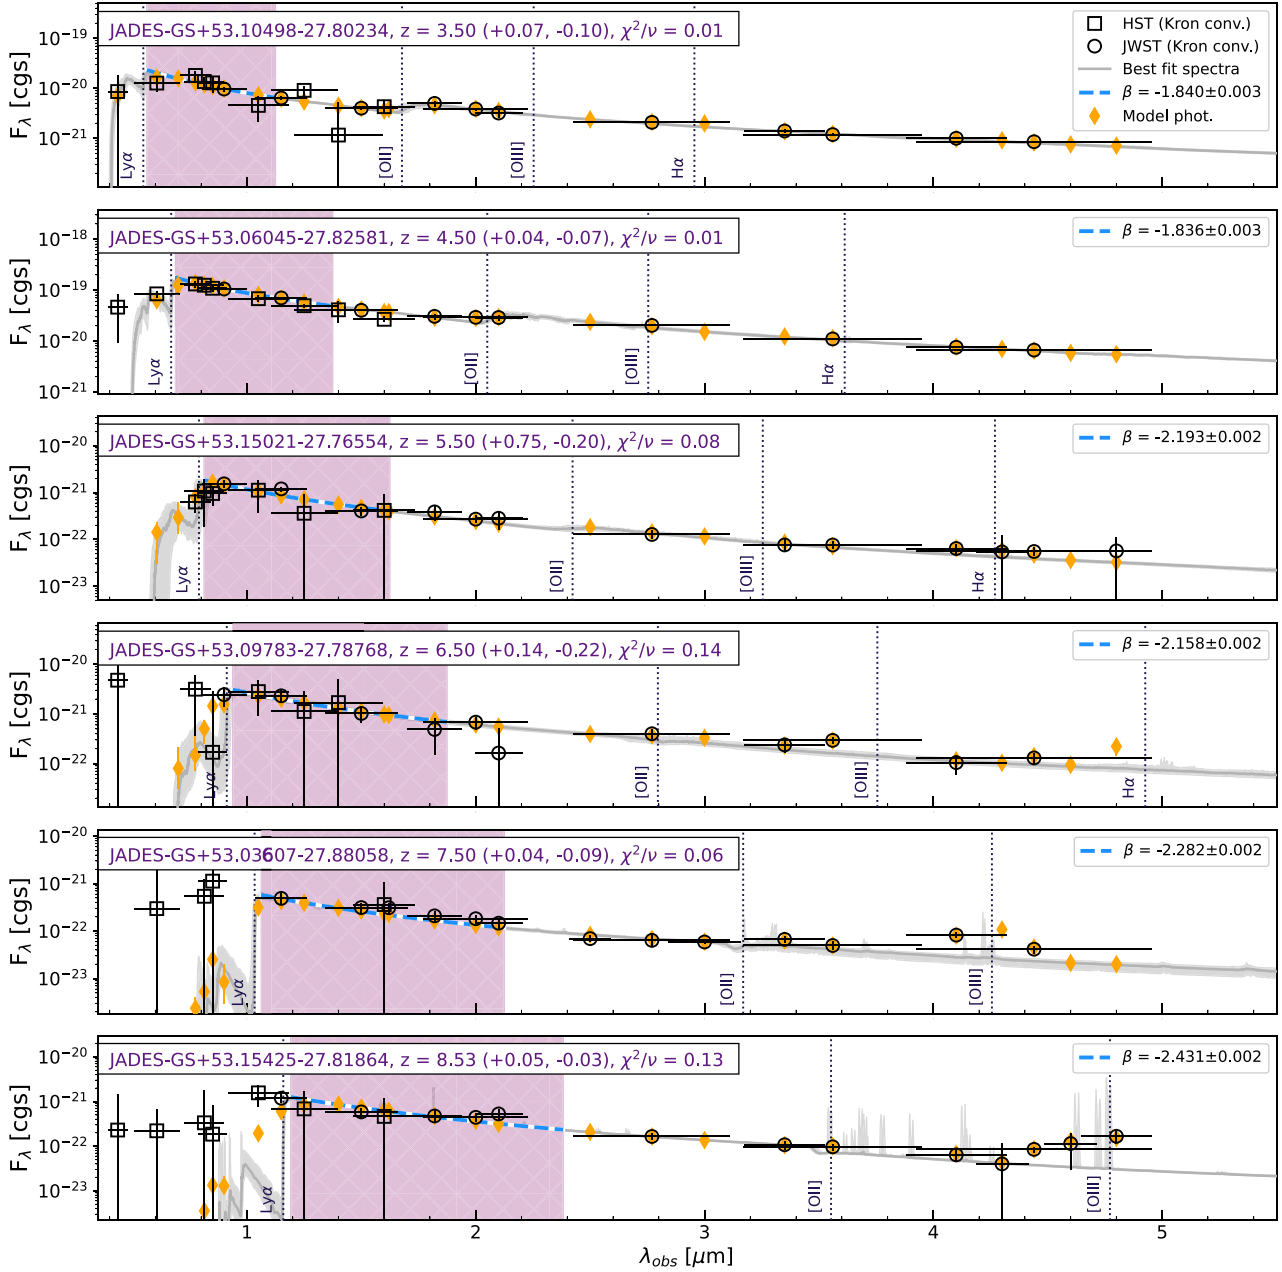 JADES-GS+53.10498-27.80234, z = 3.50 (+0.07, -0.10), χ²/ν = 0.01
HST (Kron conv.)
JWST (Kron conv.)
Best fit spectra
β = -1.840±0.003
Model phot.
F_λ [cgs]
10⁻¹⁹
10⁻²⁰
10⁻²¹
Lyα
[OII]
[OIII]
Hα
JADES-GS+53.06045-27.82581, z = 4.50 (+0.04, -0.07), χ²/ν = 0.01
β = -1.836±0.003
F_λ [cgs]
10⁻¹⁸
10⁻¹⁹
10⁻²⁰
10⁻²¹
Lyα
[OII]
[OIII]
Hα
JADES-GS+53.15021-27.76554, z = 5.50 (+0.75, -0.20), χ²/ν = 0.08
β = -2.193±0.002
F_λ [cgs]
10⁻²⁰
10⁻²¹
10⁻²²
10⁻²³
Lyα
[OII]
[OIII]
Hα
JADES-GS+53.09783-27.78768, z = 6.50 (+0.14, -0.22), χ²/ν = 0.14
β = -2.158±0.002
F_λ [cgs]
10⁻²⁰
10⁻²¹
10⁻²²
Lyα
[OII]
[OIII]
Hα
JADES-GS+53.03607-27.88058, z = 7.50 (+0.04, -0.09), χ²/ν = 0.06
β = -2.282±0.002
F_λ [cgs]
10⁻²⁰
10⁻²¹
10⁻²²
10⁻²³
Lyα
[OII]
[OIII]
JADES-GS+53.15425-27.81864, z = 8.53 (+0.05, -0.03), χ²/ν = 0.13
β = -2.431±0.002
F_λ [cgs]
10⁻²⁰
10⁻²¹
10⁻²²
10⁻²³
Lyα
[OII]
[OIII]
1 2 3 4 5
λ_obs [μm]